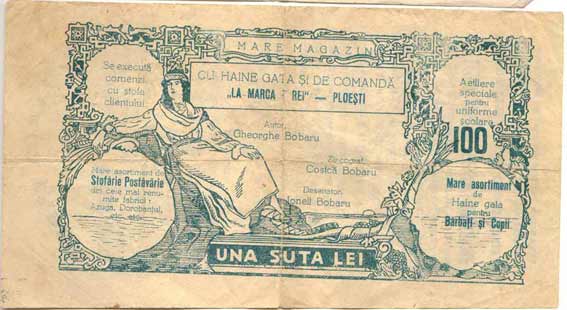 MARE MAGAZIN
CU HAINE GATA ȘI DE COMANDĂ
„LA MARCA REI” — PLOEȘTI
Se execută
comenzi
cu stofa
clientului.
Autor,
Gheorghe Bobaru
Zincograf,
Costică Bobaru
Desenator,
Ionell Bobaru
Ateliere
speciale
pentru
uniforme
școlare
100
Mare asortiment de
Stofărie Postăvărie
din cele mai renu-
mite fabrici:
Azuga, Dorobanțul,
etc. etc.
Mare asortiment
de
Haine gata
pentru
Bărbați și Copii
UNA SUTA LEI